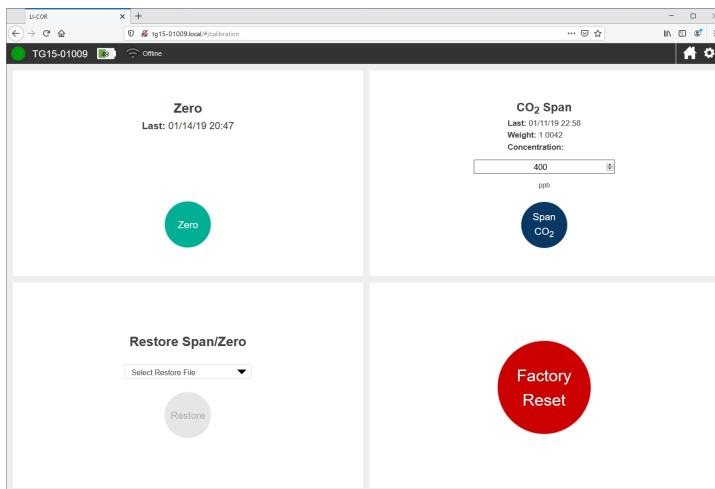 LI-COR
tg15-01009.local/#/calibration
TG15-01009
Offline
Zero
Last: 01/14/19 20:47
Zero
CO2 Span
Last: 01/11/19 22:58
Weight: 1.0042
Concentration:
400
ppb
Span
CO2
Restore Span/Zero
Select Restore File
Restore
Factory
Reset